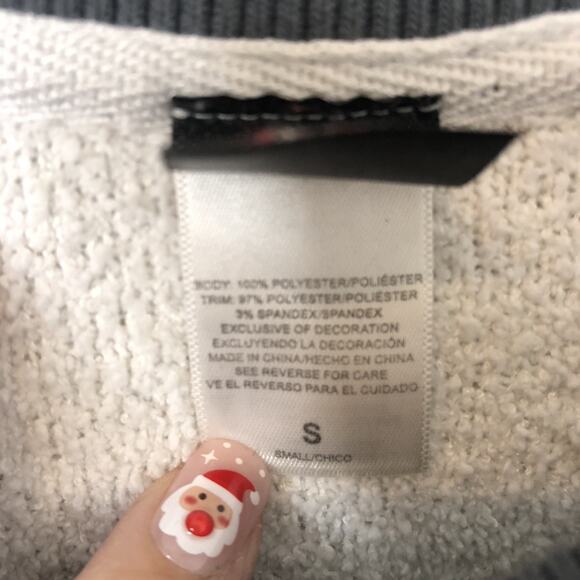 BODY: 100% POLYESTER/POLIÉSTER
TRIM: 97% POLYESTER/POLIÉSTER
3% SPANDEX/SPANDEX
EXCLUSIVE OF DECORATION
EXCLUYENDO LA DECORACIÓN
MADE IN CHINA/HECHO EN CHINA
SEE REVERSE FOR CARE
VE EL REVERSO PARA EL CUIDADO
S
SMALL/CHICO